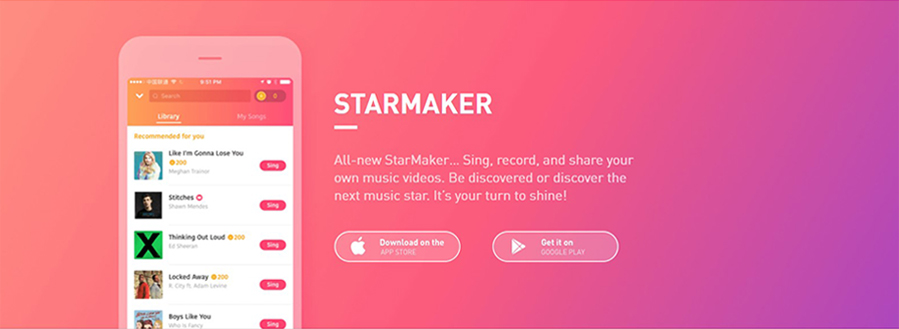 中国联通 9:57 PM
Search 0
Library My Songs
Recommended for you
Like I'm Gonna Lose You
200
Meghan Trainor
Sing
Stitches
Shawn Mendes
Sing
Thinking Out Loud 200
Ed Sheeran
Sing
Locked Away 200
R. City ft. Adam Levine
Sing
Boys Like You
Who Is Fancy
Sing
STARMAKER
All-new StarMaker... Sing, record, and share your
own music videos. Be discovered or discover the
next music star. It's your turn to shine!
Download on the
APP STORE
Get it on
GOOGLE PLAY